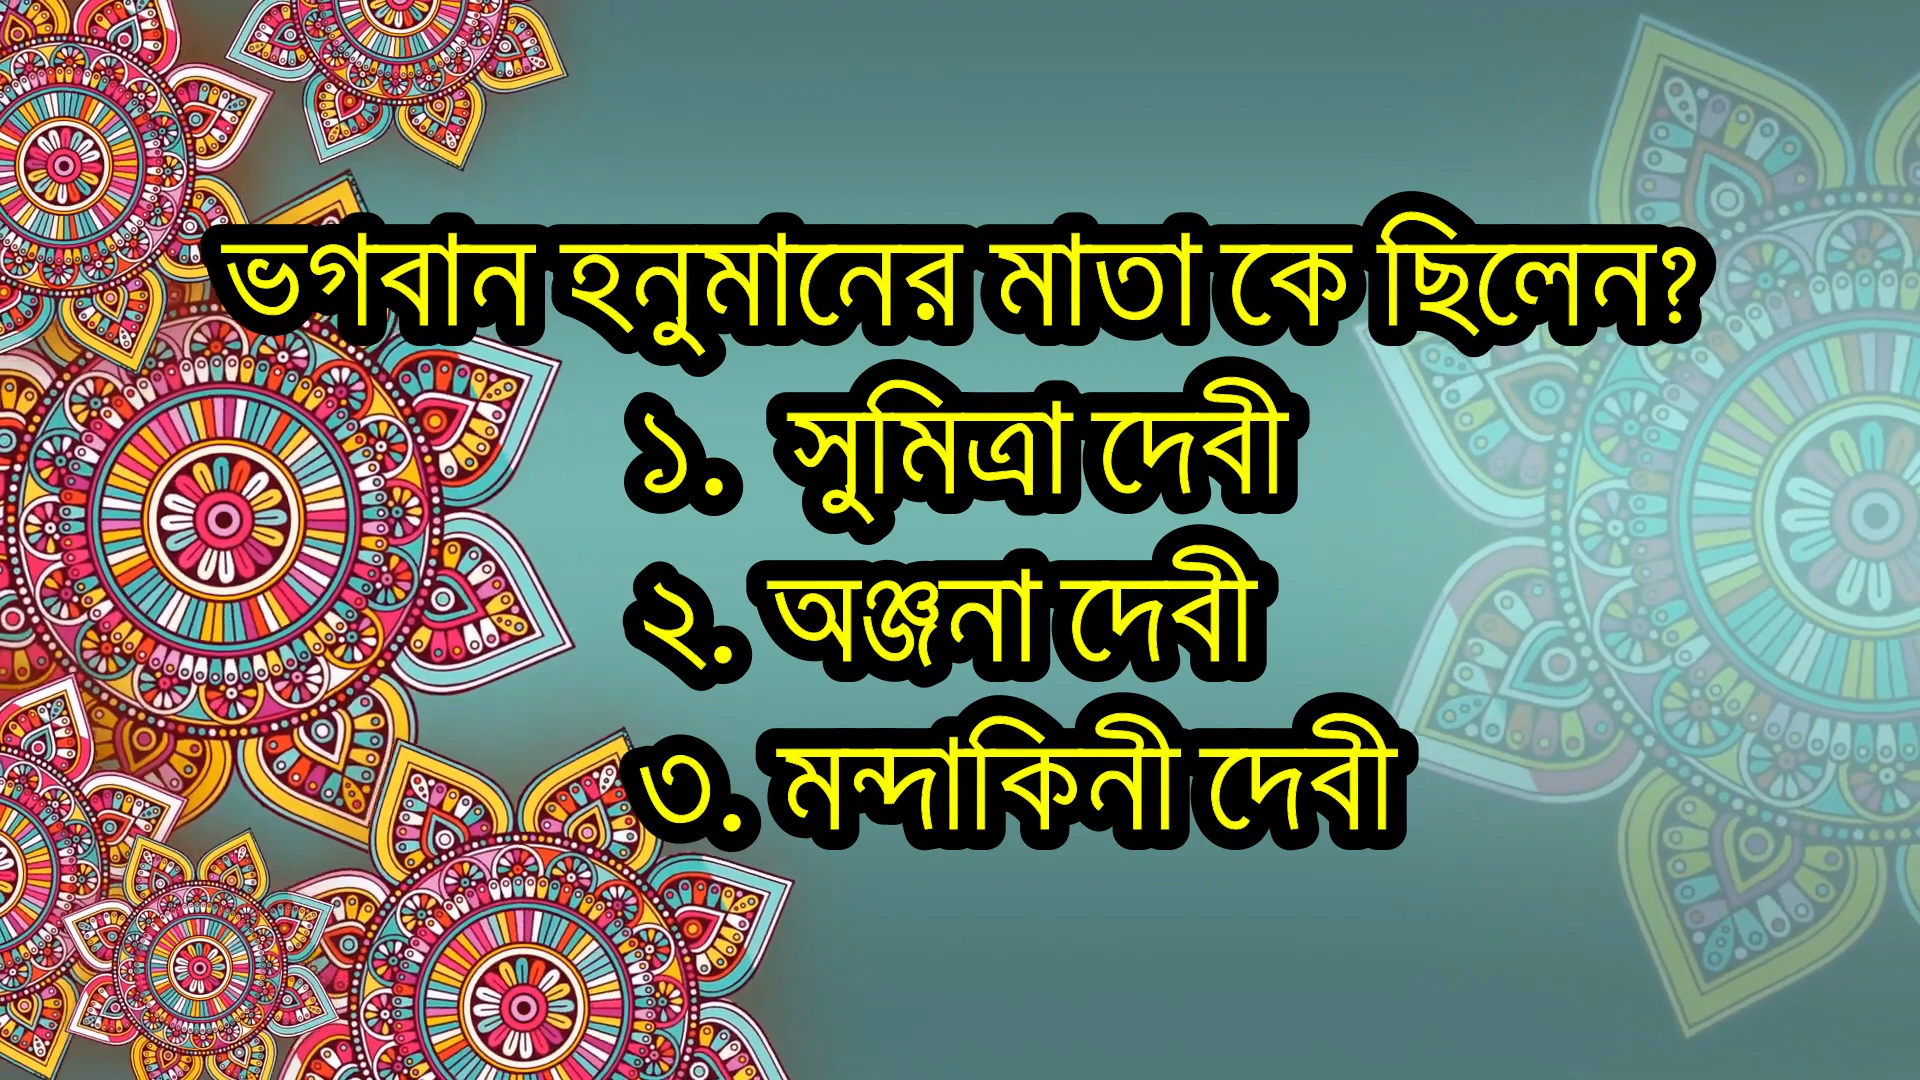 ভগবান হনুমানের মাতা কে ছিলেন?
১. সুমিত্রা দেবী
২. অঞ্জনা দেবী
৩. মন্দাকিনী দেবী